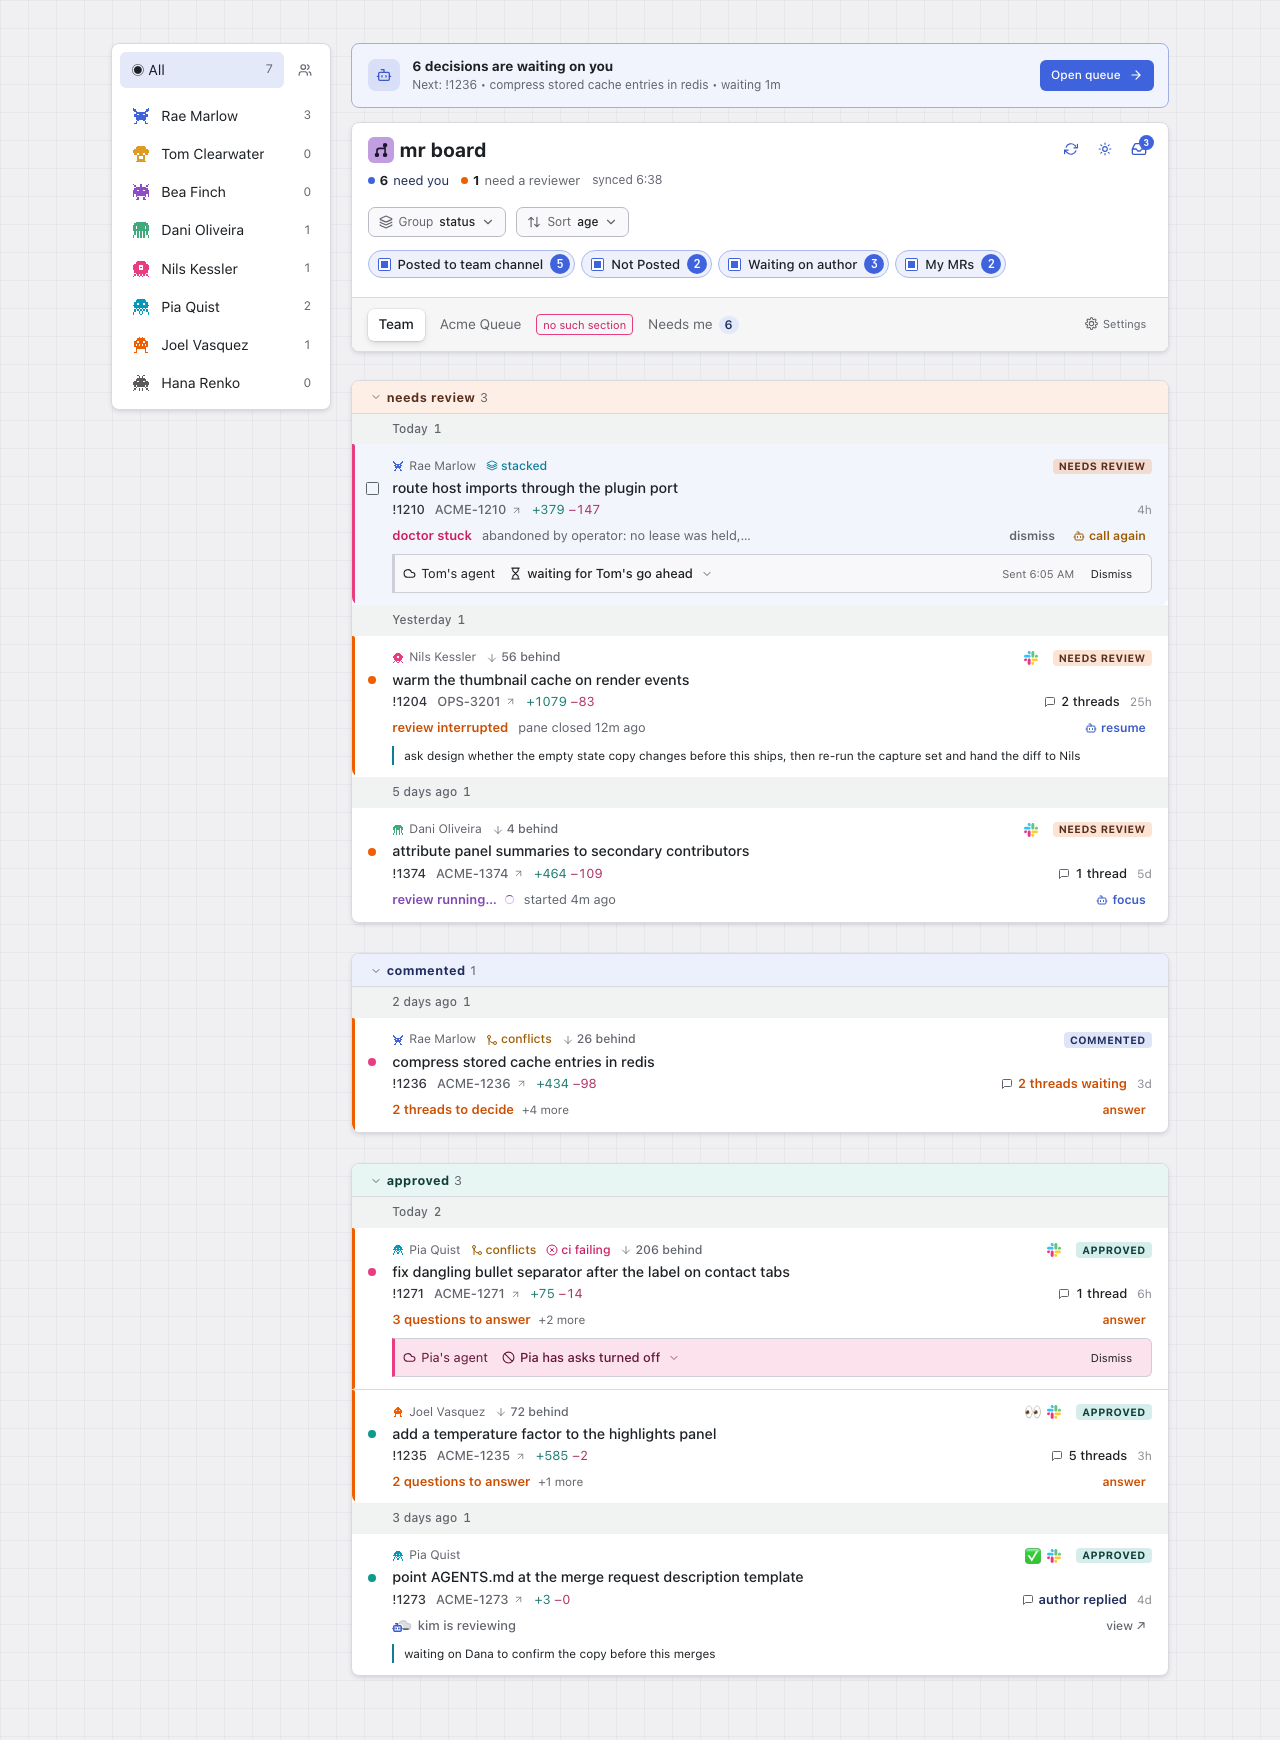 All 7
Rae Marlow 3
Tom Clearwater 0
Bea Finch 0
Dani Oliveira 1
Nils Kessler 1
Pia Quist 2
Joel Vasquez 1
Hana Renko 0
6 decisions are waiting on you
Next: !1236 • compress stored cache entries in redis • waiting 1m
Open queue →
mr board
3
6 need you 1 need a reviewer synced 6:38
Group status
Sort age
Posted to team channel 5
Not Posted 2
Waiting on author 3
My MRs 2
Team
Acme Queue
no such section
Needs me 6
Settings
needs review 3
Today 1
Rae Marlow stacked NEEDS REVIEW
route host imports through the plugin port
!1210 ACME-1210 ↗ +379 −147 4h
doctor stuck abandoned by operator: no lease was held,... dismiss call again
Tom's agent waiting for Tom's go ahead Sent 6:05 AM Dismiss
Yesterday 1
Nils Kessler ↓ 56 behind NEEDS REVIEW
warm the thumbnail cache on render events
!1204 OPS-3201 ↗ +1079 −83 2 threads 25h
review interrupted pane closed 12m ago resume
ask design whether the empty state copy changes before this ships, then re-run the capture set and hand the diff to Nils
5 days ago 1
Dani Oliveira ↓ 4 behind NEEDS REVIEW
attribute panel summaries to secondary contributors
!1374 ACME-1374 ↗ +464 −109 1 thread 5d
review running... started 4m ago focus
commented 1
2 days ago 1
Rae Marlow conflicts ↓ 26 behind COMMENTED
compress stored cache entries in redis
!1236 ACME-1236 ↗ +434 −98 2 threads waiting 3d
2 threads to decide +4 more answer
approved 3
Today 2
Pia Quist conflicts ci failing ↓ 206 behind APPROVED
fix dangling bullet separator after the label on contact tabs
!1271 ACME-1271 ↗ +75 −14 1 thread 6h
3 questions to answer +2 more answer
Pia's agent Pia has asks turned off Dismiss
Joel Vasquez ↓ 72 behind APPROVED
add a temperature factor to the highlights panel
!1235 ACME-1235 ↗ +585 −2 5 threads 3h
2 questions to answer +1 more answer
3 days ago 1
Pia Quist APPROVED
point AGENTS.md at the merge request description template
!1273 ACME-1273 ↗ +3 −0 author replied 4d
kim is reviewing view ↗
waiting on Dana to confirm the copy before this merges